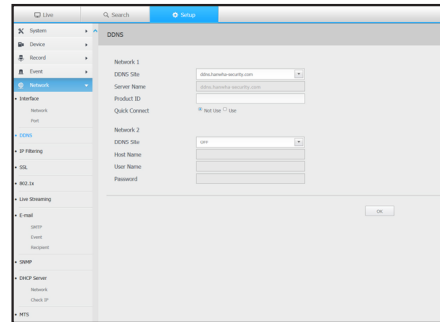 Live
Search
Setup
System
Device
Record
Event
Network
Interface
Network
Port
DDNS
IP Filtering
SSL
802.1x
Live Streaming
E-mail
SMTP
Event
Recipient
SNMP
DHCP Server
Network
Check IP
MTS
DDNS
Network 1
DDNS Site
ddns.hanwha-security.com
Server Name
ddns.hanwha-security.com
Product ID
Quick Connect
Not Use
Use
Network 2
DDNS Site
OFF
Host Name
User Name
Password
OK